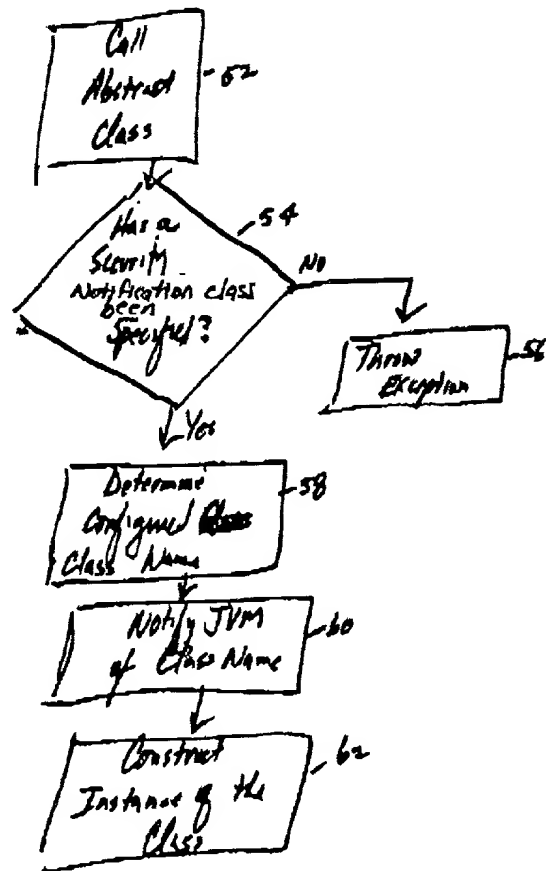 Call
Abstract
Class
52
54
Has a
Security
Notification class
been
Specified?
No
Throw
Exception
56
Yes
Determine
Configured
Class Name
58
Notify JVM
of Class Name
60
Construct
Instance of the
Class
62